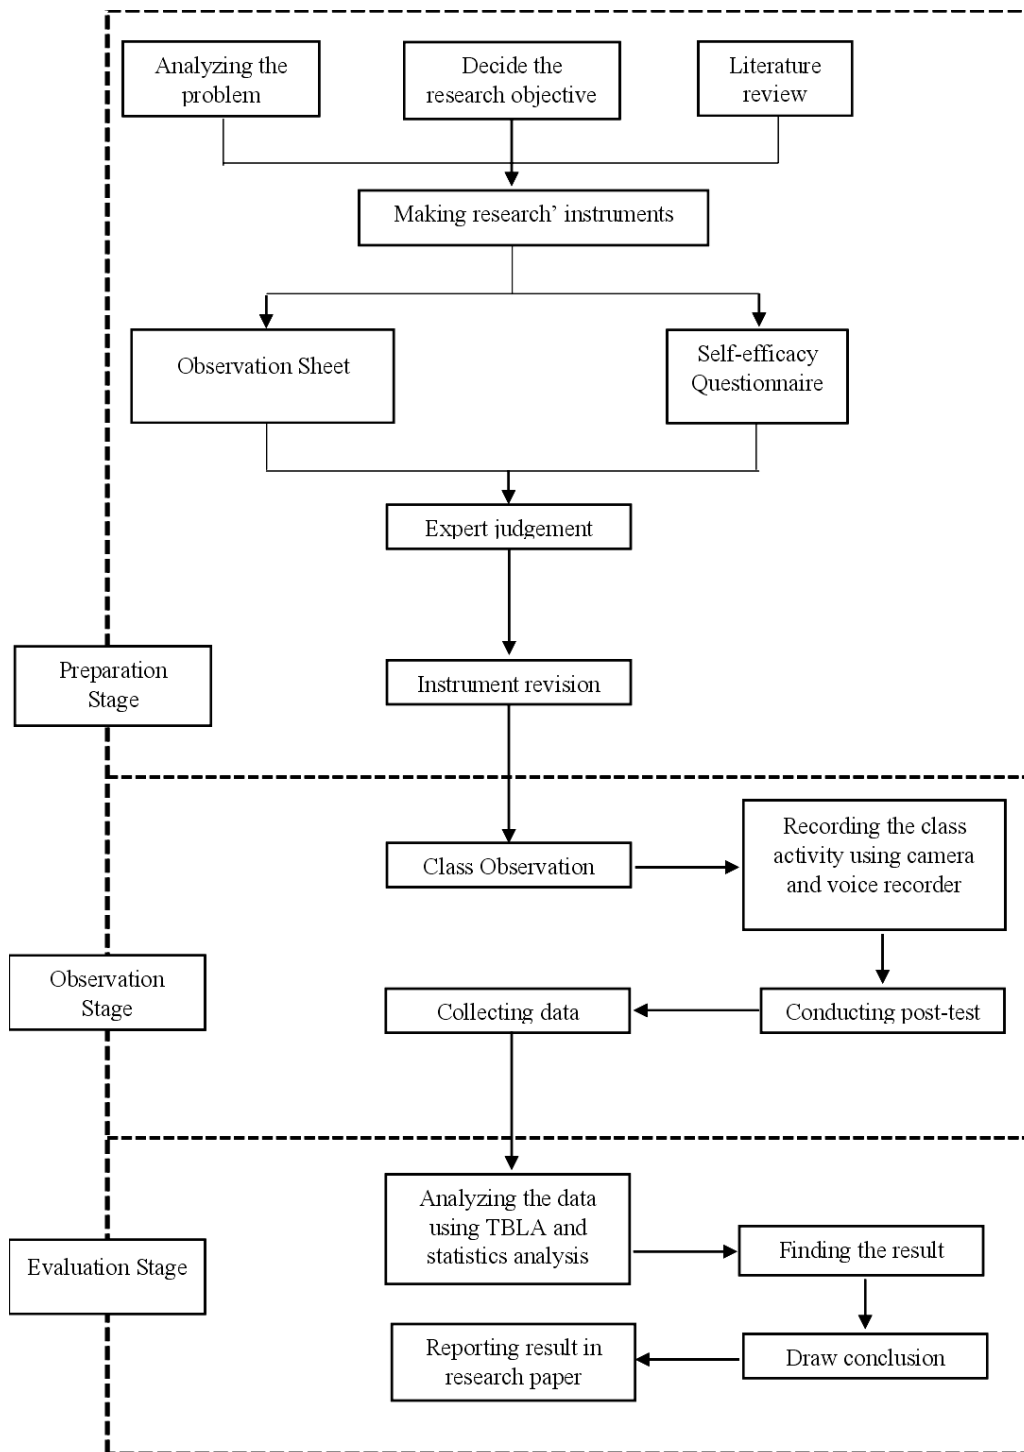 Analyzing the
problem
Decide the
research objective
Literature
review
Making research’ instruments
Observation Sheet
Self-efficacy
Questionnaire
Expert judgement
Preparation
Stage
Instrument revision
Class Observation
Recording the class
activity using camera
and voice recorder
Observation
Stage
Collecting data
Conducting post-test
Analyzing the data
using TBLA and
statistics analysis
Evaluation Stage
Finding the result
Reporting result in
research paper
Draw conclusion